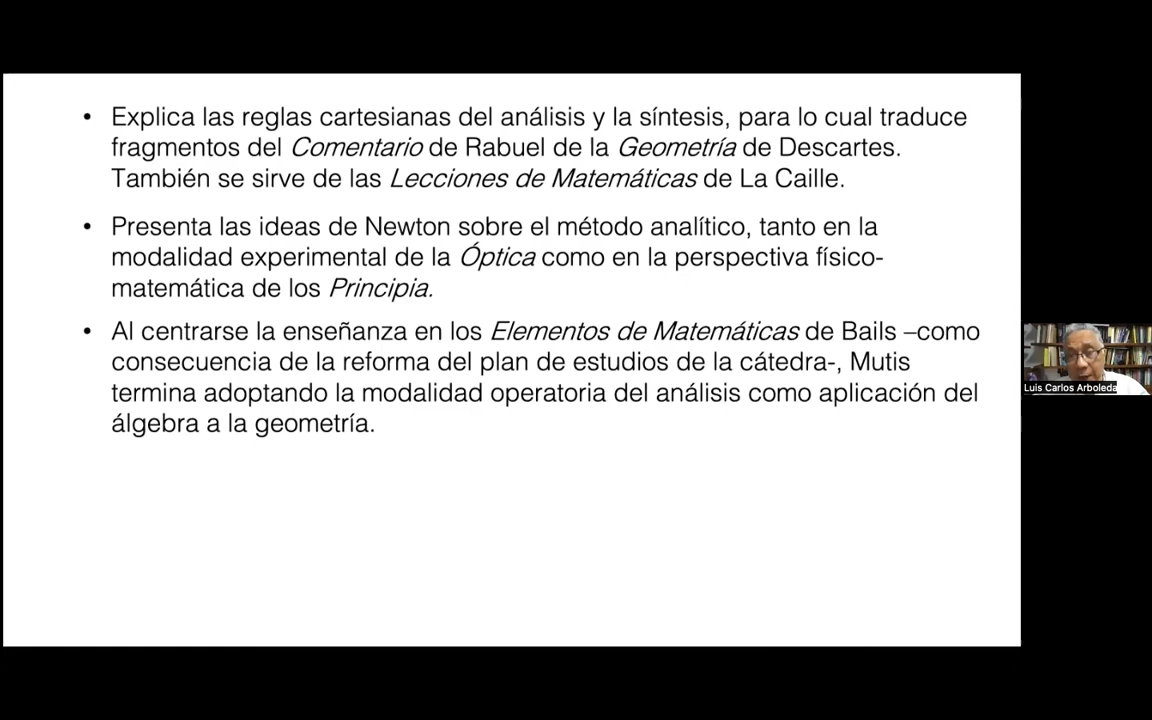 • Explica las reglas cartesianas del análisis y la síntesis, para lo cual traduce
fragmentos del Comentario de Rabuel de la Geometría de Descartes.
También se sirve de las Lecciones de Matemáticas de La Caille.
• Presenta las ideas de Newton sobre el método analítico, tanto en la
modalidad experimental de la Óptica como en la perspectiva físico-
matemática de los Principia.
• Al centrarse la enseñanza en los Elementos de Matemáticas de Bails –como
consecuencia de la reforma del plan de estudios de la cátedra-, Mutis
termina adoptando la modalidad operatoria del análisis como aplicación del
álgebra a la geometría.
Luis Carlos Arboleda